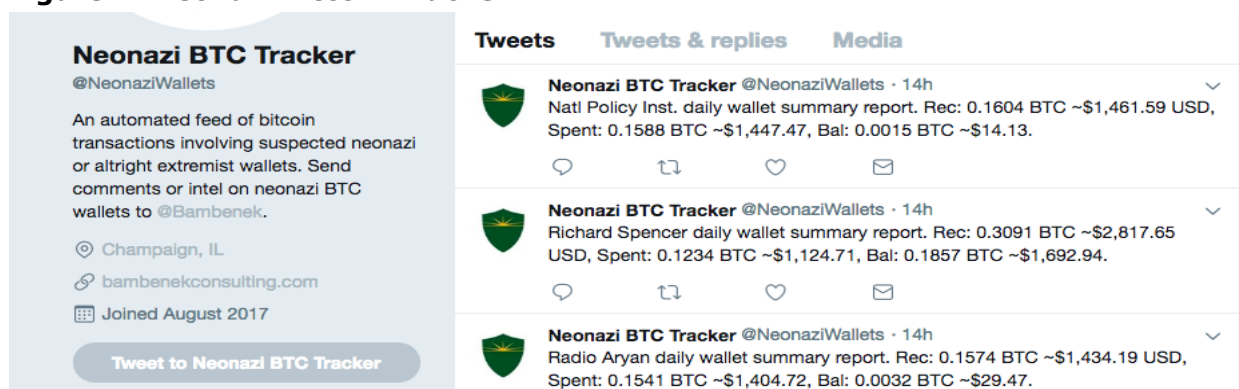 Neonazi BTC Tracker
@NeonaziWallets
An automated feed of bitcoin
transactions involving suspected neonazi
or altright extremist wallets. Send
comments or intel on neonazi BTC
wallets to @Bambenek.
Champaign, IL
bambenekconsulting.com
Joined August 2017
Tweet to Neonazi BTC Tracker
Tweets Tweets & replies Media
Neonazi BTC Tracker @NeonaziWallets · 14h
Natl Policy Inst. daily wallet summary report. Rec: 0.1604 BTC ~$1,461.59 USD,
Spent: 0.1588 BTC ~$1,447.47, Bal: 0.0015 BTC ~$14.13.
Neonazi BTC Tracker @NeonaziWallets · 14h
Richard Spencer daily wallet summary report. Rec: 0.3091 BTC ~$2,817.65
USD, Spent: 0.1234 BTC ~$1,124.71, Bal: 0.1857 BTC ~$1,692.94.
Neonazi BTC Tracker @NeonaziWallets · 14h
Radio Aryan daily wallet summary report. Rec: 0.1574 BTC ~$1,434.19 USD,
Spent: 0.1541 BTC ~$1,404.72, Bal: 0.0032 BTC ~$29.47.